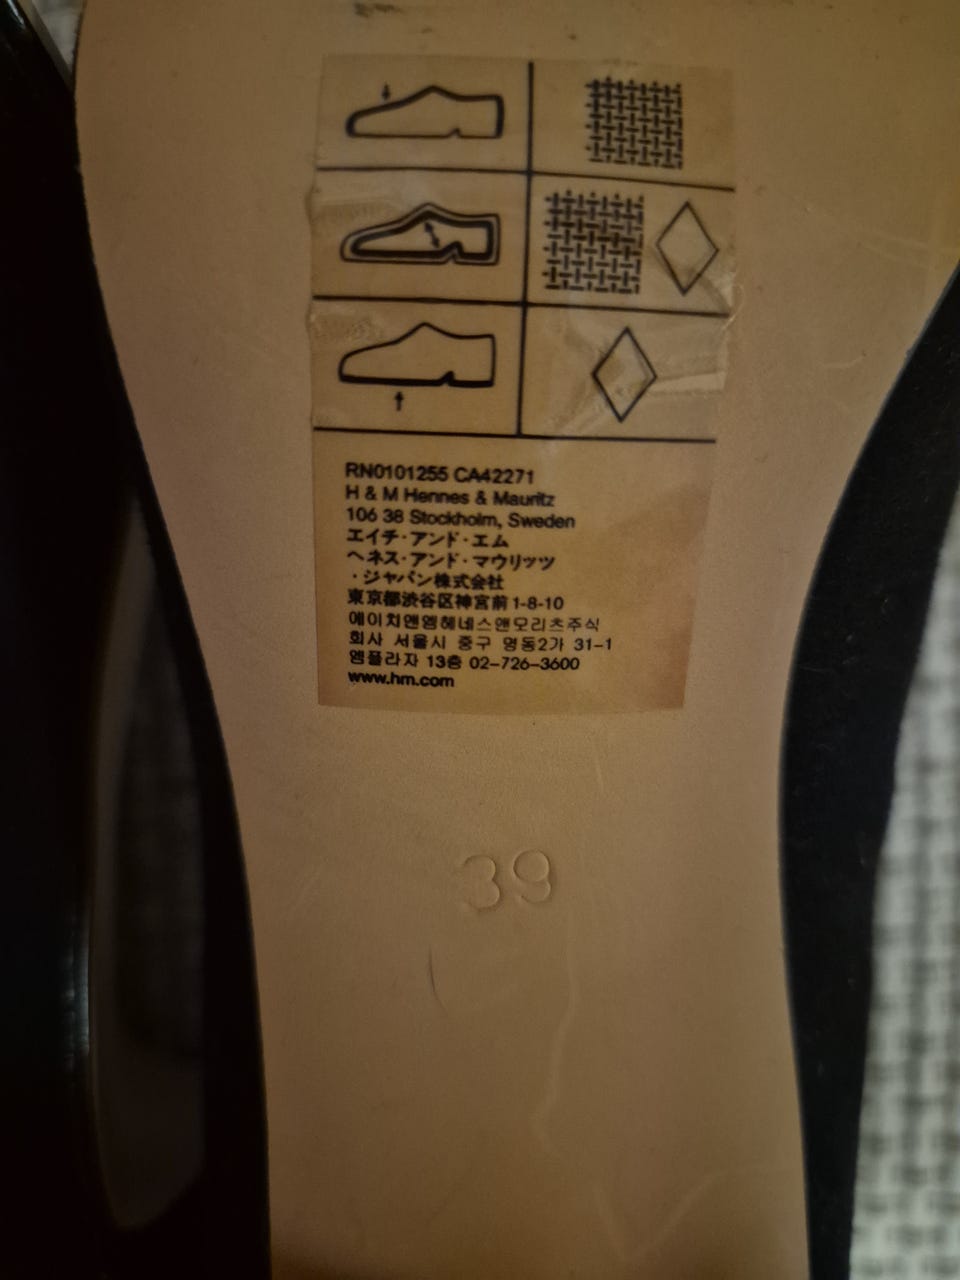 RN0101255 CA42271
H & M Hennes & Mauritz
106 38 Stockholm, Sweden
エイチ・アンド・エム
ヘネス・アンド・マウリッツ
・ジャパン株式会社
東京都渋谷区神宮前1-8-10
에이치앤엠헤네스앤모리츠주식
회사 서울시 중구 명동2가 31-1
엠플라자 13층 02-726-3600
www.hm.com
39